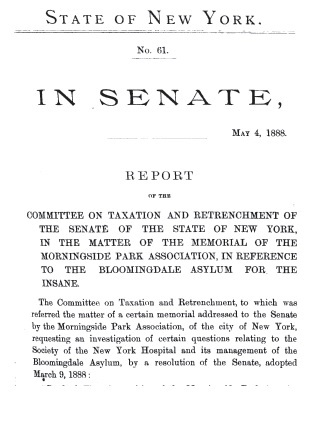 STATE OF NEW YORK.
No. 61.
IN SENATE,
MAY 4, 1888.
REPORT
OF THE
COMMITTEE ON TAXATION AND RETRENCHMENT OF
THE SENATE OF THE STATE OF NEW YORK,
IN THE MATTER OF THE MEMORIAL OF THE
MORNINGSIDE PARK ASSOCIATION, IN REFERENCE
TO THE BLOOMINGDALE ASYLUM FOR THE
INSANE.
The Committee on Taxation and Retrenchment, to which was
referred the matter of a certain memorial addressed to the Senate
by the Morningside Park Association, of the city of New York,
requesting an investigation of certain questions relating to the
Society of the New York Hospital and its management of the
Bloomingdale Asylum, by a resolution of the Senate, adopted
March 9, 1888: